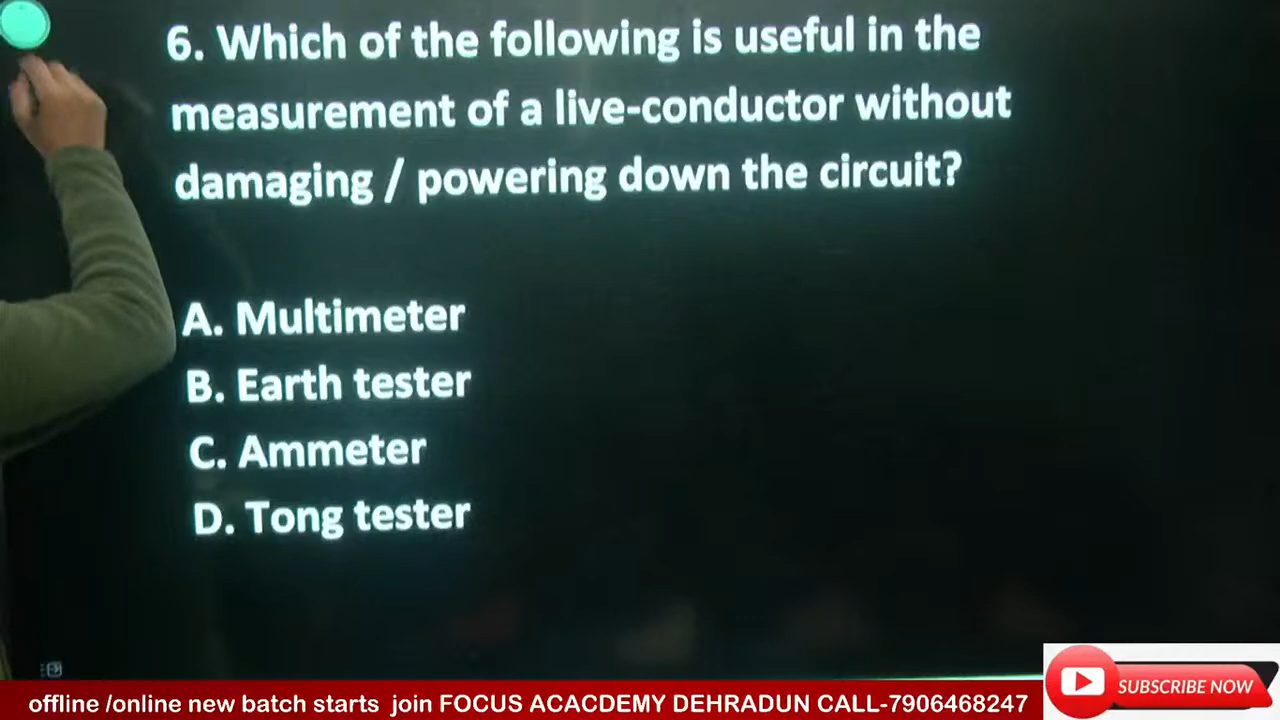 6. Which of the following is useful in the
measurement of a live-conductor without
damaging / powering down the circuit?
A. Multimeter
B. Earth tester
C. Ammeter
D. Tong tester
offline /online new batch starts join FOCUS ACACDEMY DEHRADUN CALL-7906468247
SUBSCRIBE NOW